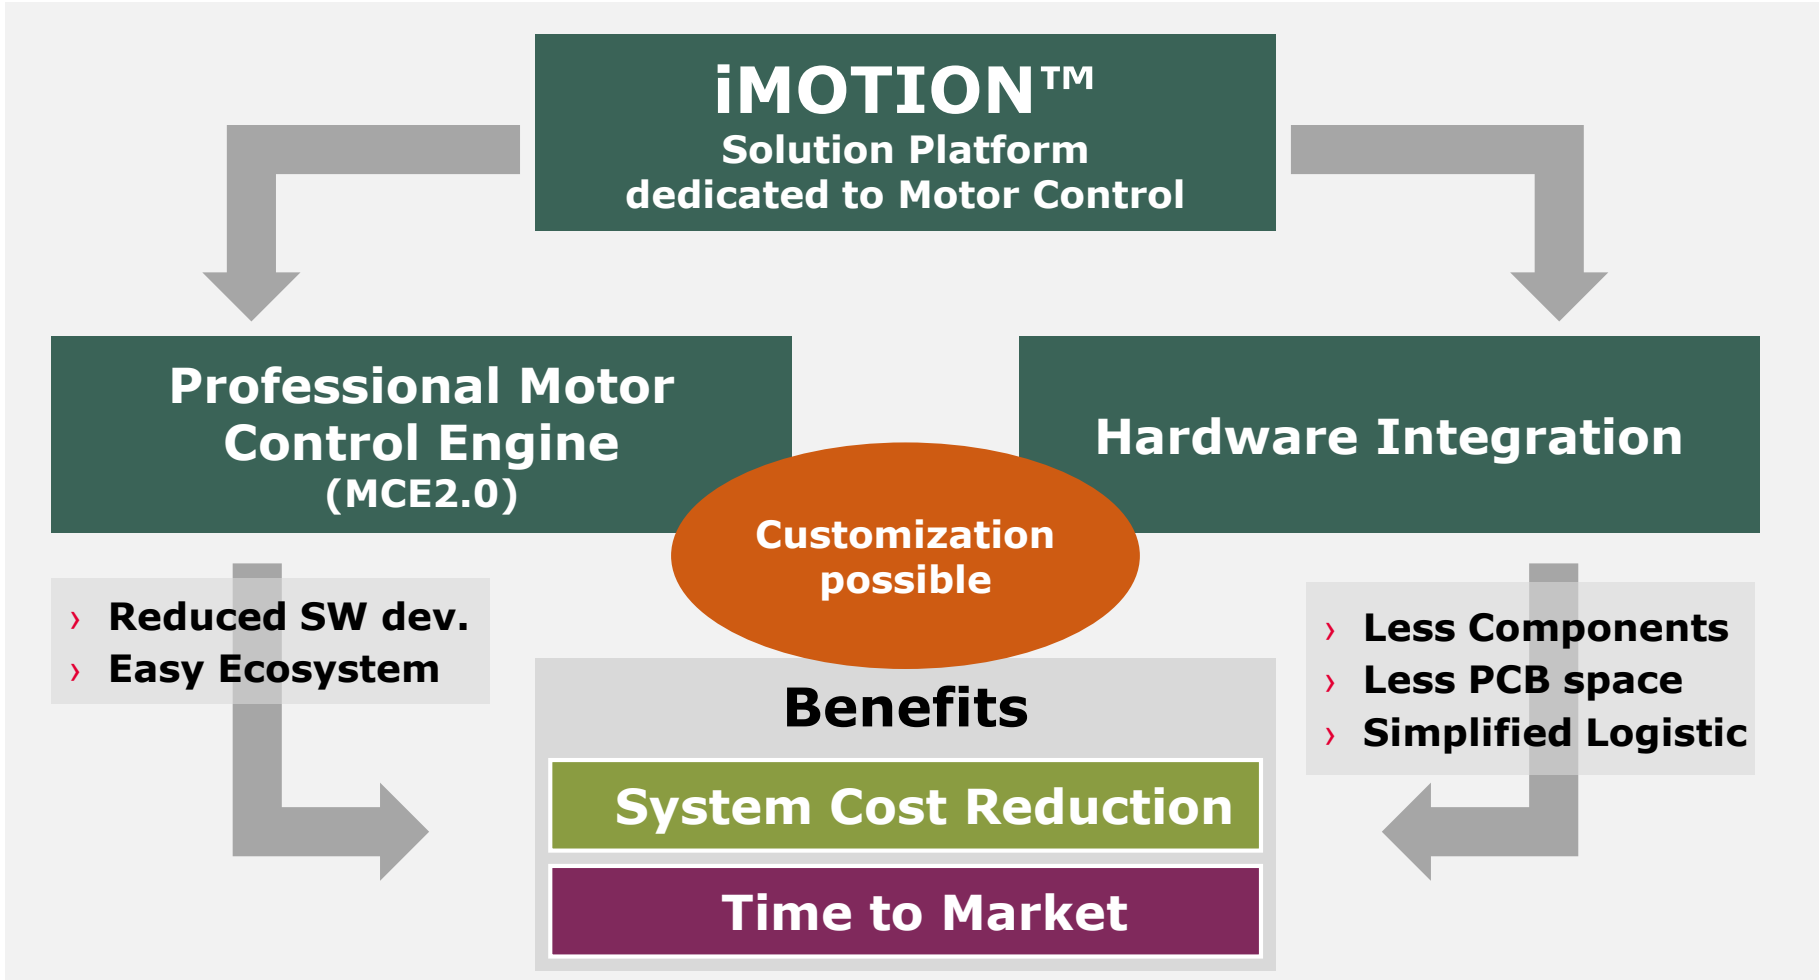 iMOTION™
Solution Platform
dedicated to Motor Control
Professional Motor
Control Engine
(MCE2.0)
Hardware Integration
Customization
possible
› Reduced SW dev.
› Easy Ecosystem
› Less Components
› Less PCB space
› Simplified Logistic
Benefits
System Cost Reduction
Time to Market